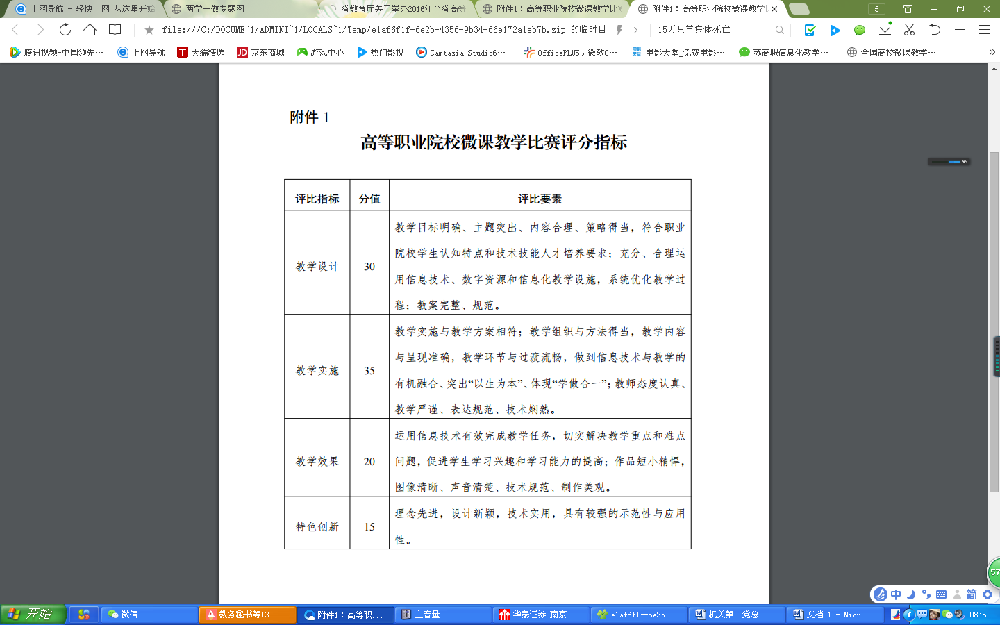 上网导航 - 轻快上网 从这里开始
两学一做专题网
省教育厅关于举办2016年全省高等
附件1：高等职业院校微课教学比赛
附件1：高等职业院校微课教学比
5
file:///C:/DOCUME~1/ADMINI~1/LOCALS~1/Temp/e1af6f1f-6e2b-4356-9b34-66e172a1eb7b.zip 的临时目
15万只羊集体死亡
腾讯视频-中国领先…
上网导航
天猫精选
京东商城
游戏中心
热门影视
Camtasia Studio6…
OfficePLUS，微软O…
电影天堂_免费电影…
苏高职信息化教学…
全国高校微课教学…
附件 1
高等职业院校微课教学比赛评分指标
评比指标 分值 评比要素
教学设计 30
教学目标明确、主题突出、内容合理、策略得当，符合职业
院校学生认知特点和技术技能人才培养要求；充分、合理运
用信息技术、数字资源和信息化教学设施，系统优化教学过
程；教案完整、规范。
教学实施 35
教学实施与教学方案相符；教学组织与方法得当，教学内容
与呈现准确，教学环节与过渡流畅，做到信息技术与教学的
有机融合、突出“以生为本”、体现“学做合一”；教师态度认真、
教学严谨、表达规范、技术娴熟。
教学效果 20
运用信息技术有效完成教学任务，切实解决教学重点和难点
问题，促进学生学习兴趣和学习能力的提高；作品短小精悍，
图像清晰、声音清楚、技术规范、制作美观。
特色创新 15
理念先进，设计新颖，技术实用，具有较强的示范性与应用
性。
57
中 简
开始
微信
教务秘书等13...
附件1：高等职...
主音量
华泰证券(南京...
e1af6f1f-6e2b...
机关第二党总...
文档 1 - Micr...
08:50